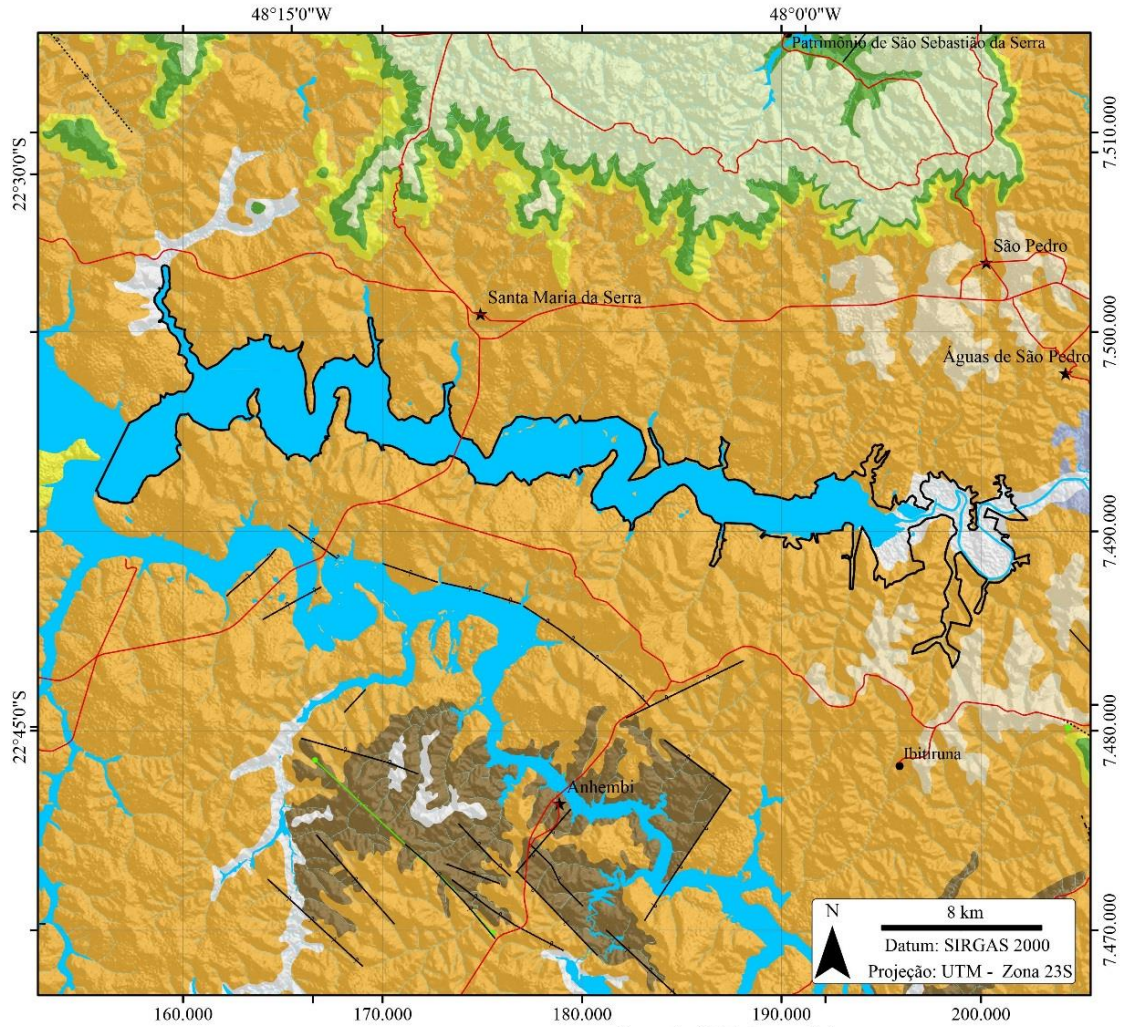 48°15'0"W
48°0'0"W
Patrimônio de São Sebastião da Serra
7.510.000
22°30'0"S
São Pedro
Santa Maria da Serra
7.500.000
Águas de São Pedro
7.490.000
22°45'0"S
7.480.000
Ibitiruna
Anhembi
N
8 km
Datum: SIRGAS 2000
Projeção: UTM - Zona 23S
7.470.000
160.000
170.000
180.000
190.000
200.000